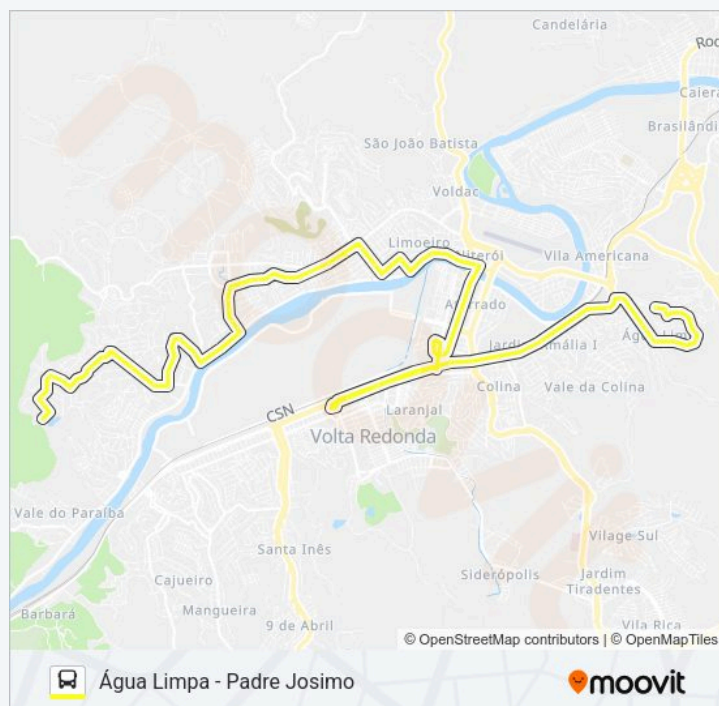 Candelária
Roc
Caiera
Brasilândi
São João Batista
Voldac
Limoeiro
Niterói
Vila Americana
Aterrado
Água Limpa
Jardim Amália I
Colina
Vale da Colina
CSN
Laranjal
Volta Redonda
Vale do Paraíba
Vilage Sul
Santa Inês
Siderópolis
Jardim
Tiradentes
Cajueiro
Mangueira
Barbará
9 de Abril
Vila Rica
© OpenStreetMap contributors | © OpenMapTiles
Água Limpa - Padre Josimo
moovit